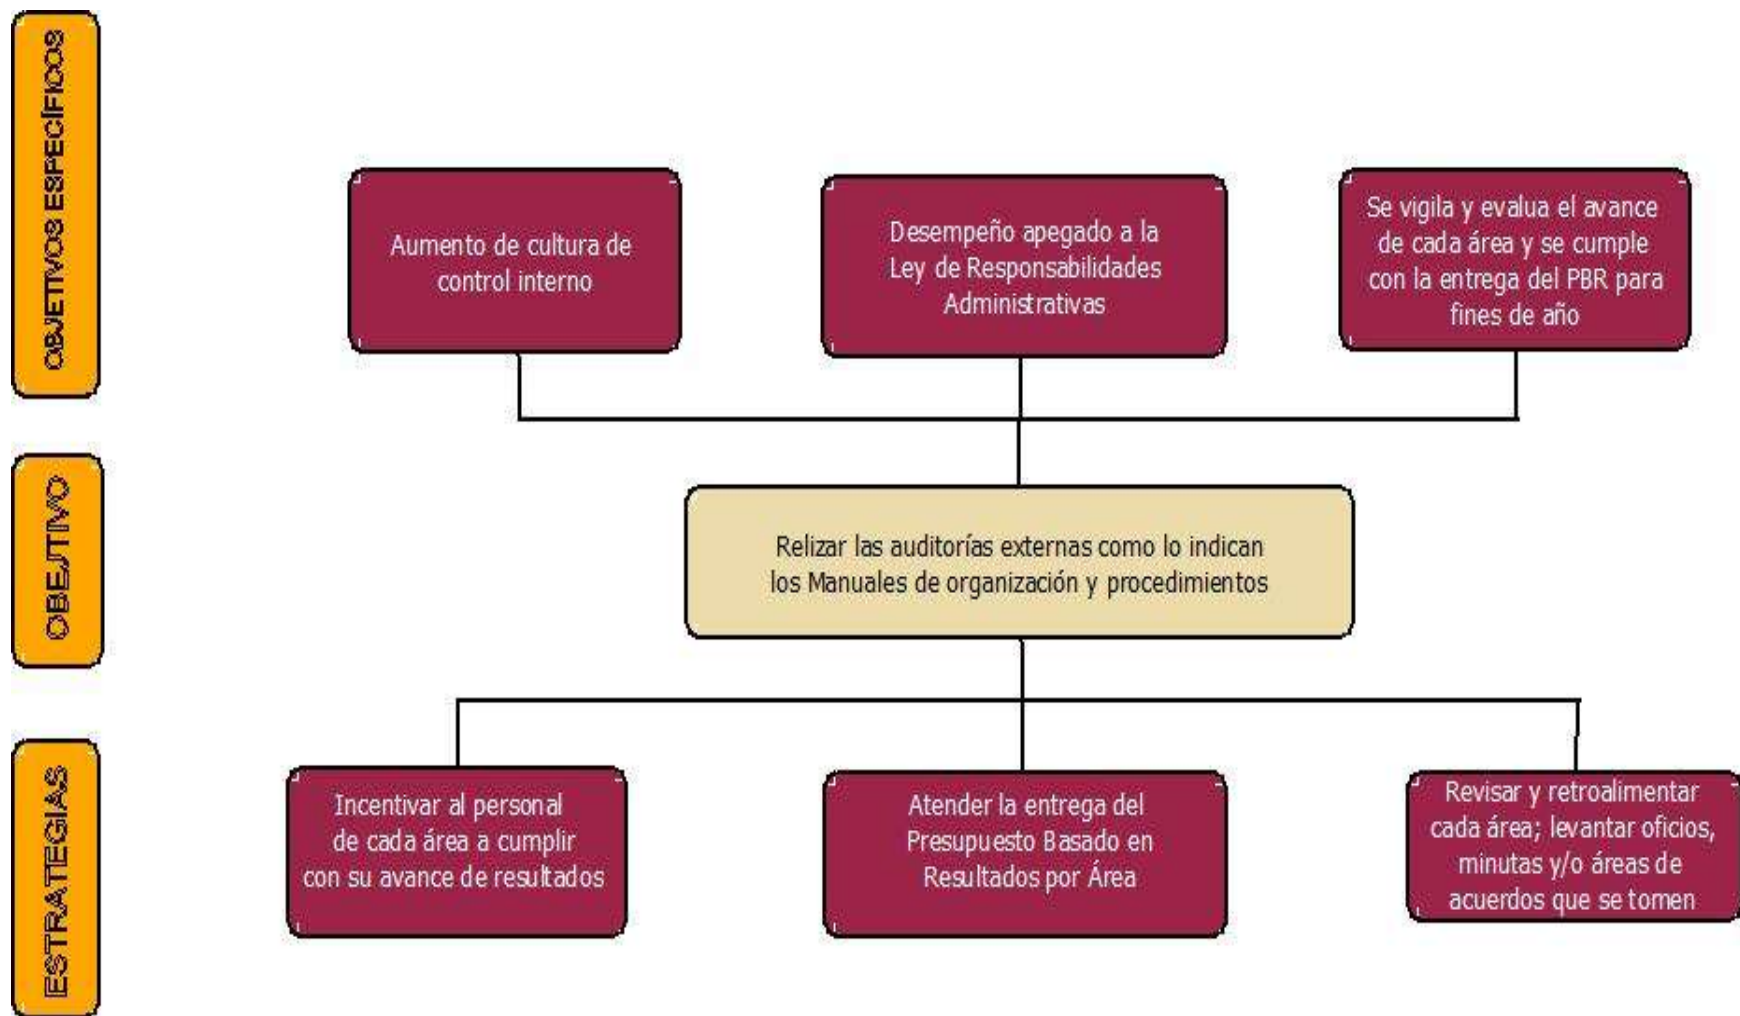 OBJETIVOS ESPECÍFICOS
Aumento de cultura de
control interno
Desempeño apegado a la
Ley de Responsabilidades
Administrativas
Se vigila y evalua el avance
de cada área y se cumple
con la entrega del PBR para
fines de año
OBEJTIVO
Relizar las auditorías externas como lo indican
los Manuales de organización y procedimientos
ESTRATEGIAS
Incentivar al personal
de cada área a cumplir
con su avance de resultados
Atender la entrega del
Presupuesto Basado en
Resultados por Área
Revisar y retroalimentar
cada área; levantar oficios,
minutas y/o áreas de
acuerdos que se tomen